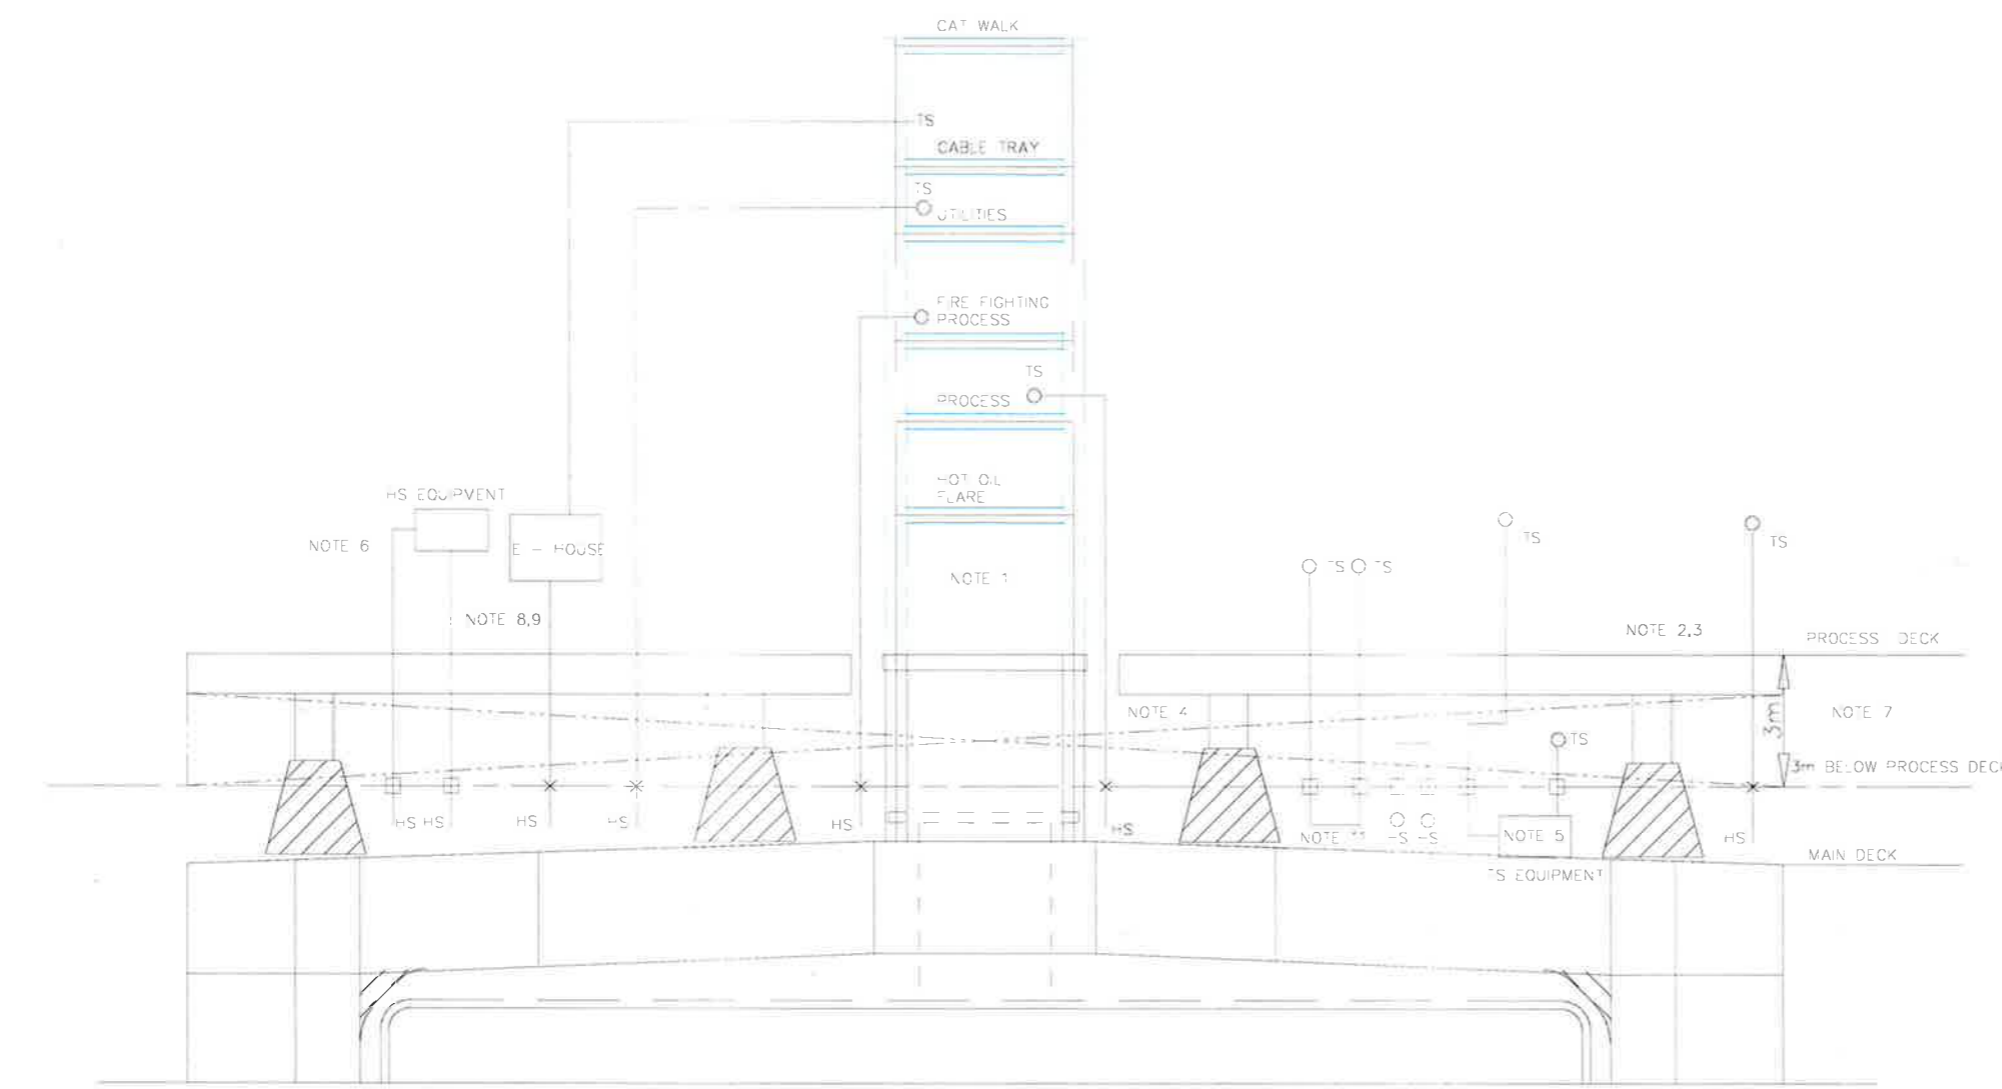 CAT WALK
TS
CABLE TRAY
TS
UTILITIES
FIRE FIGHTING
PROCESS
TS
PROCESS
HOT OIL
FLARE
HS EQUIPMENT
NOTE 6
E - HOUSE
NOTE 1
TS
TS
TS TS
NOTE 8,9
NOTE 2,3
PROCESS DECK
NOTE 4
NOTE 7
3m
TS
3m BELOW PROCESS DECK
HS HS
HS
HS
HS
HS
NOTE
HS HS
NOTE 5
HS
MAIN DECK
TS EQUIPMENT